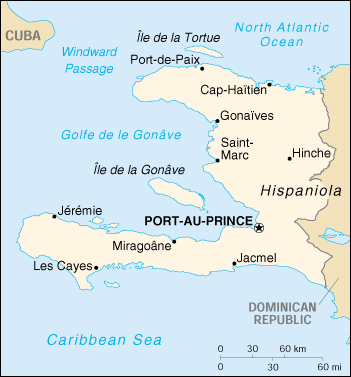 CUBA
Île de la Tortue
North Atlantic
Ocean
Windward
Passage
Port-de-Paix
Cap-Haïtien
Gonaïves
Golfe de le Gonâve
Saint-
Marc
Hinche
Île de la Gonâve
Hispaniola
Jérémie
PORT-AU-PRINCE
Miragoâne
Les Cayes
Jacmel
DOMINICAN
REPUBLIC
Caribbean Sea
0 30 60 km
0 30 60 mi